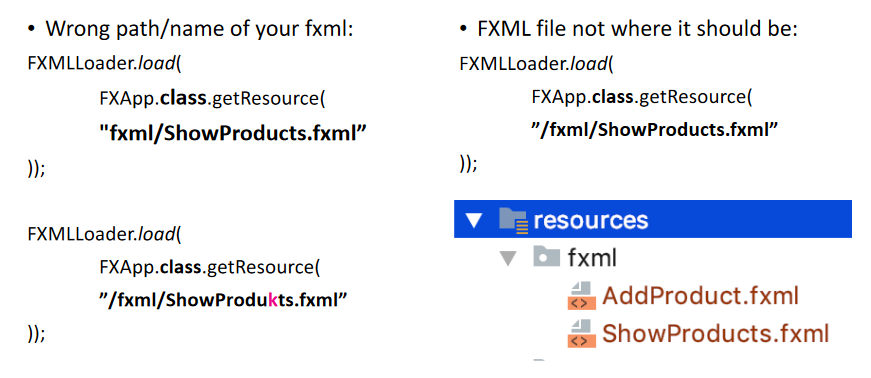 • Wrong path/name of your fxml:
FXMLLoader.load(
FXApp.class.getResource(
"fxml/ShowProducts.fxml”
));
FXMLLoader.load(
FXApp.class.getResource(
”/fxml/ShowProdukts.fxml”
));
• FXML file not where it should be:
FXMLLoader.load(
FXApp.class.getResource(
”/fxml/ShowProducts.fxml”
));
resources
fxml
AddProduct.fxml
ShowProducts.fxml